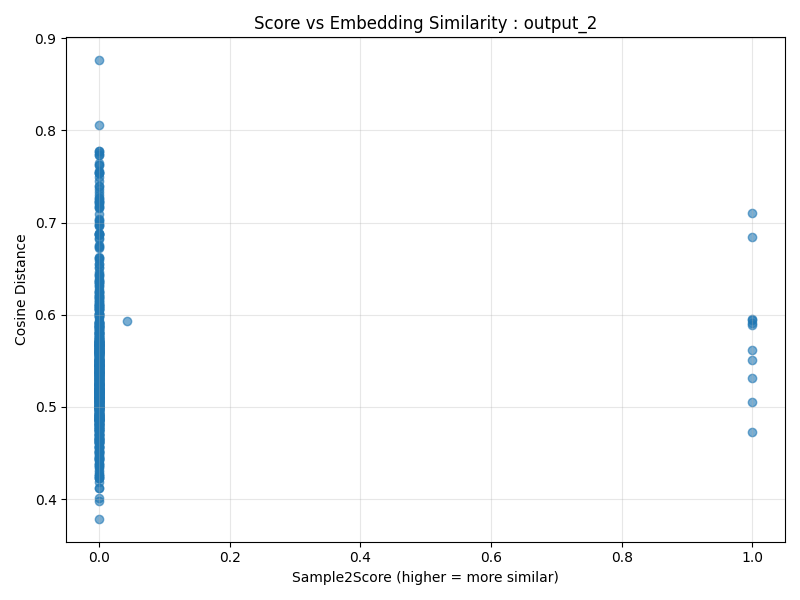 Score vs Embedding Similarity : output_2
Cosine Distance
0.9
0.8
0.7
0.6
0.5
0.4
0.0 0.2 0.4 0.6 0.8 1.0
Sample2Score (higher = more similar)